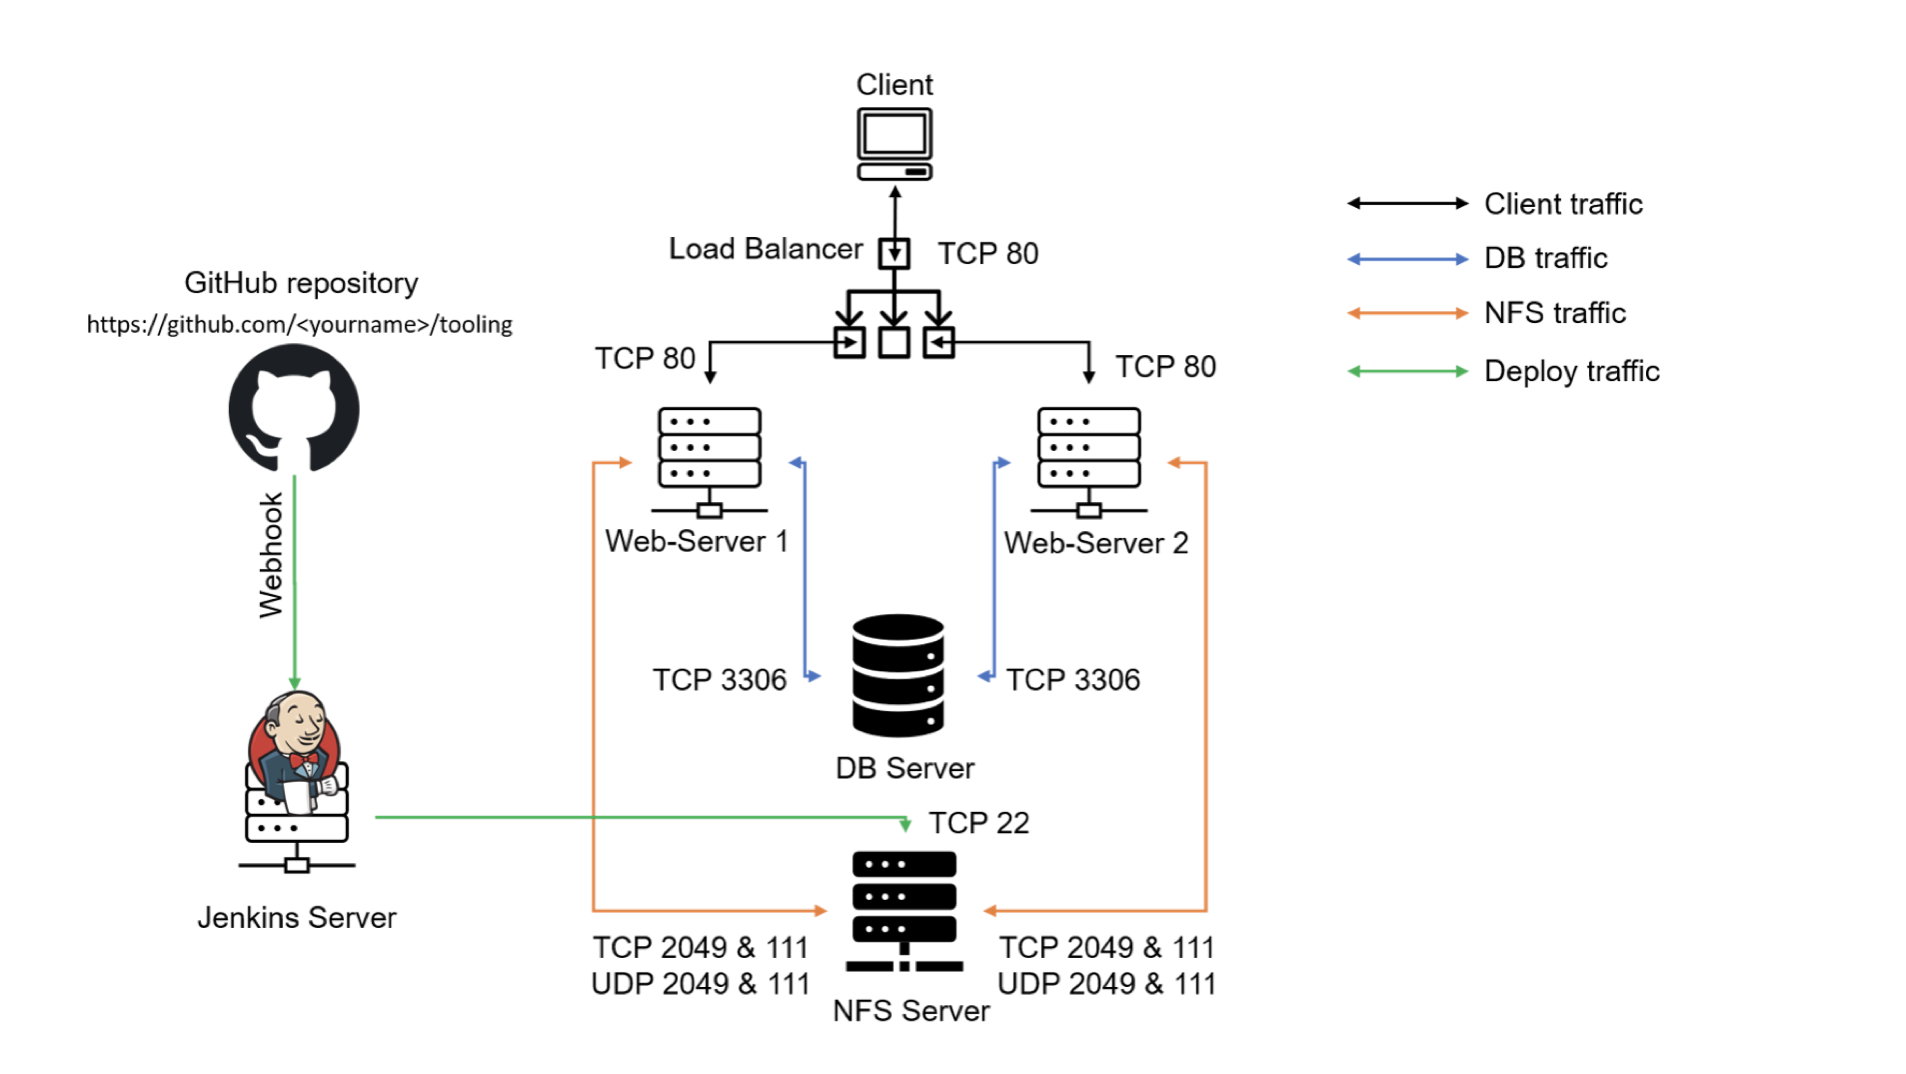 Client
Load Balancer
TCP 80
GitHub repository
https://github.com/<yourname>/tooling
TCP 80
TCP 80
Client traffic
DB traffic
NFS traffic
Deploy traffic
Webhook
Web-Server 1
Web-Server 2
TCP 3306
TCP 3306
DB Server
TCP 22
Jenkins Server
TCP 2049 & 111
UDP 2049 & 111
TCP 2049 & 111
UDP 2049 & 111
NFS Server